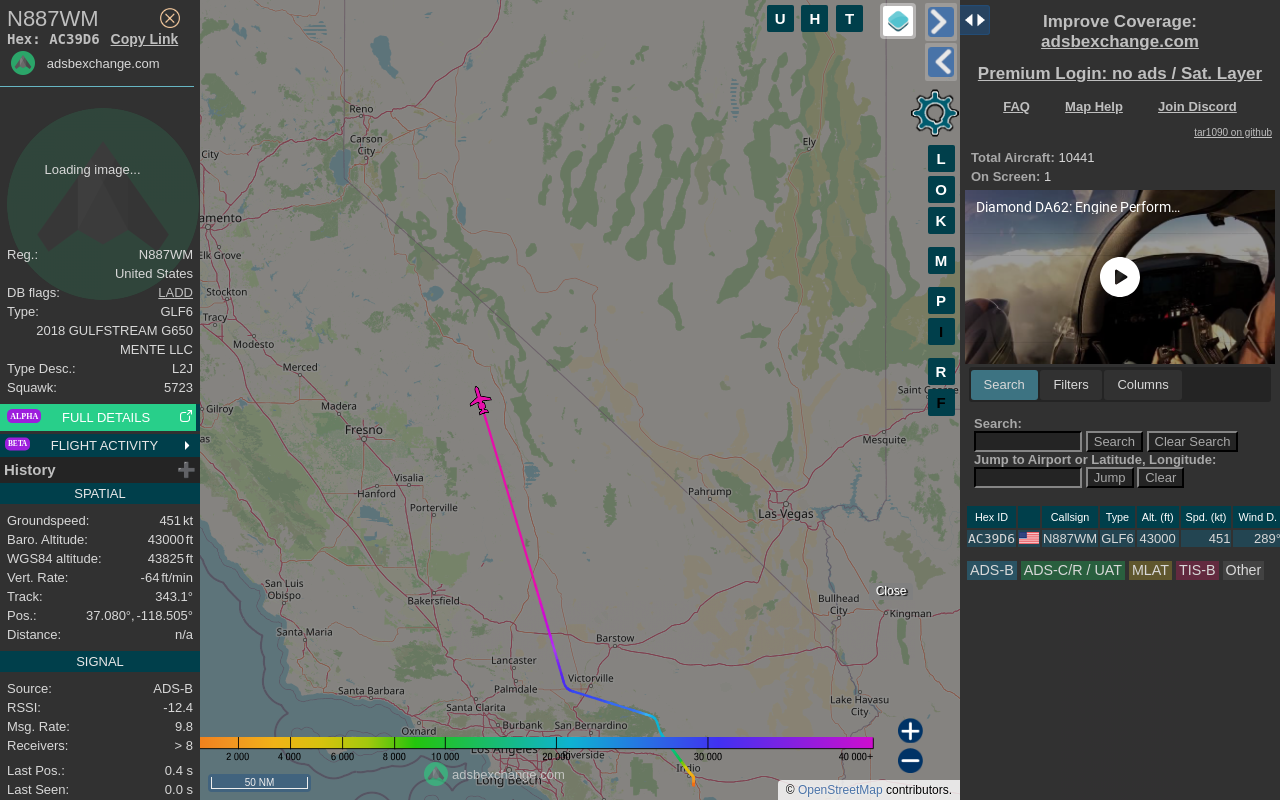 N887WM
Hex: AC39D6 Copy Link
adsbexchange.com
Loading image...
Reg.: N887WM
United States
DB flags: LADD
Type: GLF6
2018 GULFSTREAM G650
MENTE LLC
Type Desc.: L2J
Squawk: 5723
ALPHA FULL DETAILS
BETA FLIGHT ACTIVITY
History
SPATIAL
Groundspeed: 451 kt
Baro. Altitude: 43000 ft
WGS84 altitude: 43825 ft
Vert. Rate: -64 ft/min
Track: 343.1°
Pos.: 37.080°, -118.505°
Distance: n/a
SIGNAL
Source: ADS-B
RSSI: -12.4
Msg. Rate: 9.8
Receivers: > 8
Last Pos.: 0.4 s
Last Seen: 0.0 s
U H T
L
O
K
M
P
I
R
F
Reno
Carson
City
City
Ely
amento
Elk Grove
Stockton
Tracy
Modesto
Merced
Gilroy
Madera
as
Fresno
Visalia
Hanford
Porterville
Saint George
Mesquite
Pahrump
Las Vegas
San Luis
Obispo
Bakersfield
Close
Bullhead
City
Kingman
Santa Maria
Barstow
Lancaster
Palmdale
Victorville
Santa Barbara
Santa Clarita
Lake Havasu
City
Oxnard
Burbank
San Bernardino
Los Angeles
Riverside
Indio
Long Beach
2 000 4 000 6 000 8 000 10 000 20 000 30 000 40 000+
50 NM
adsbexchange.com
© OpenStreetMap contributors.
Improve Coverage:
adsbexchange.com
Premium Login: no ads / Sat. Layer
FAQ Map Help Join Discord
tar1090 on github
Total Aircraft: 10441
On Screen: 1
Diamond DA62: Engine Perform...
Search Filters Columns
Search:
Search Clear Search
Jump to Airport or Latitude, Longitude:
Jump Clear
Hex ID Callsign Type Alt. (ft) Spd. (kt) Wind D.
AC39D6 N887WM GLF6 43000 451 289°
ADS-B ADS-C/R / UAT MLAT TIS-B Other